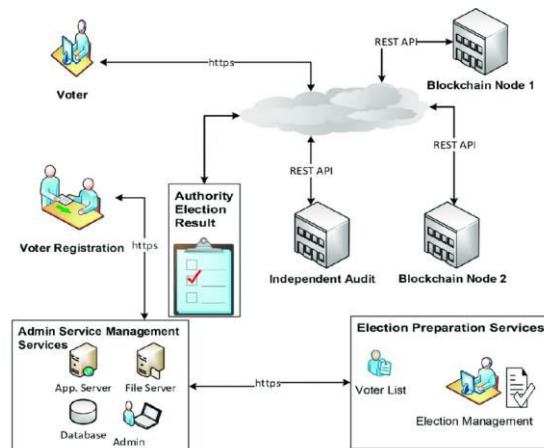 REST API
https
Voter
Blockchain Node 1
REST API
REST API
Authority
Election
Result
Voter Registration
https
Independent Audit
Blockchain Node 2
Admin Service Management
Services
App. Server
File Server
Database
Admin
https
Election Preparation Services
Voter List
Election Management